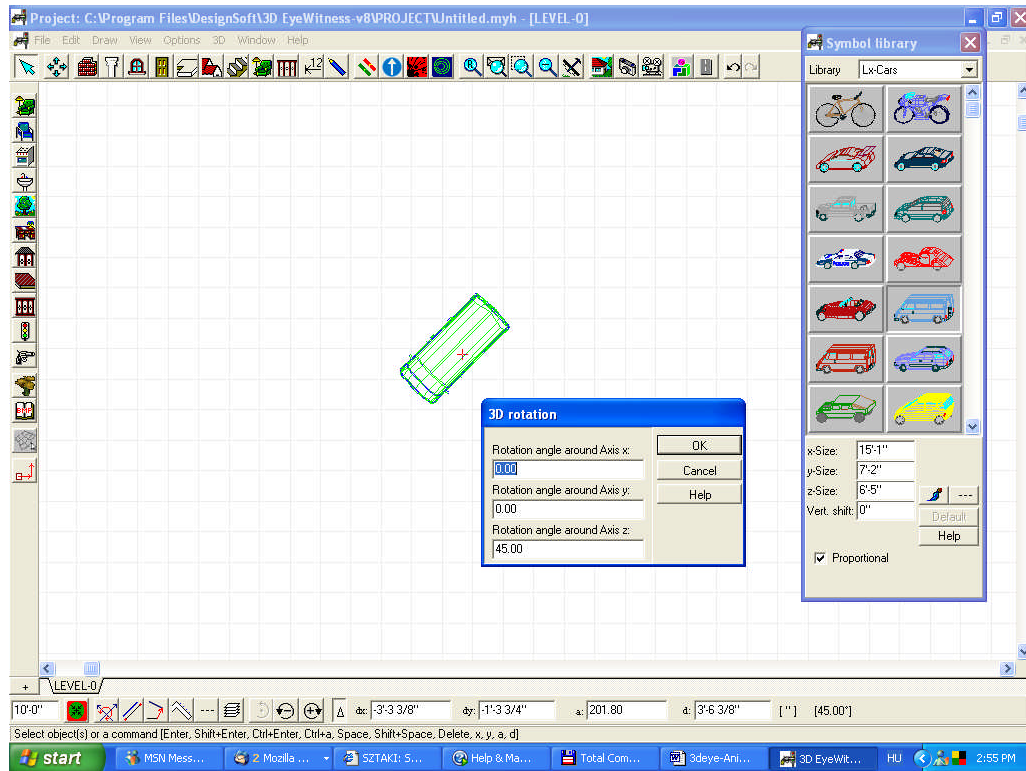 Project: C:\Program Files\DesignSoft\3D EyeWitness-v8\PROJECT\Untitled.myh - [LEVEL-0]
File Edit Draw View Options 3D Window Help
12
R
Symbol library
Library Lx-Cars
BMP
3D rotation
Rotation angle around Axis x:
0.00
OK
Cancel
Rotation angle around Axis y:
0.00
Help
Rotation angle around Axis z:
45.00
x-Size: 15'-1"
y-Size: 7'-2"
z-Size: 6'-5"
Vert. shift: 0"
---
Default
Help
Proportional
+ LEVEL-0
10'-0" --- Δ dx: -3'-3 3/8" dy: -1'-3 3/4" a: 201.80 d: 3'-6 3/8" [ " ] [45.00°]
Select object(s) or a command [Enter, Shift+Enter, Ctrl+Enter, Ctrl+a, Space, Shift+Space, Delete, x, y, a, d]
start MSN Mess... 2 Mozilla ... SZTAKI: S... Help & Ma... Total Com... 3deye-Ani... 3D EyeWit... HU 2:55 PM